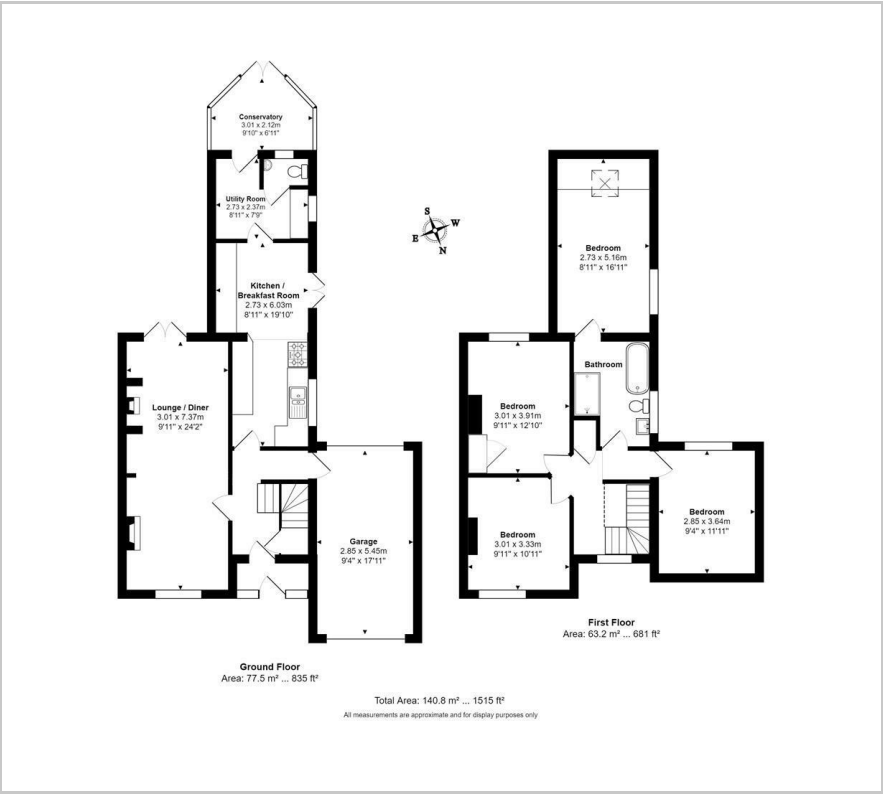 Conservatory
3.01 x 2.12m
9'10" x 6'11"
Utility Room
2.73 x 2.37m
8'11" x 7'9"
Kitchen /
Breakfast Room
2.73 x 6.03m
8'11" x 19'10"
Lounge / Diner
3.01 x 7.37m
9'11" x 24'2"
Garage
2.85 x 5.45m
9'4" x 17'11"
Ground Floor
Area: 77.5 m² ... 835 ft²
S
W
E
N
Bedroom
2.73 x 5.16m
8'11" x 16'11"
Bathroom
Bedroom
3.01 x 3.91m
9'11" x 12'10"
Bedroom
3.01 x 3.33m
9'11" x 10'11"
Bedroom
2.85 x 3.64m
9'4" x 11'11"
First Floor
Area: 63.2 m² ... 681 ft²
Total Area: 140.8 m² ... 1515 ft²
All measurements are approximate and for display purposes only